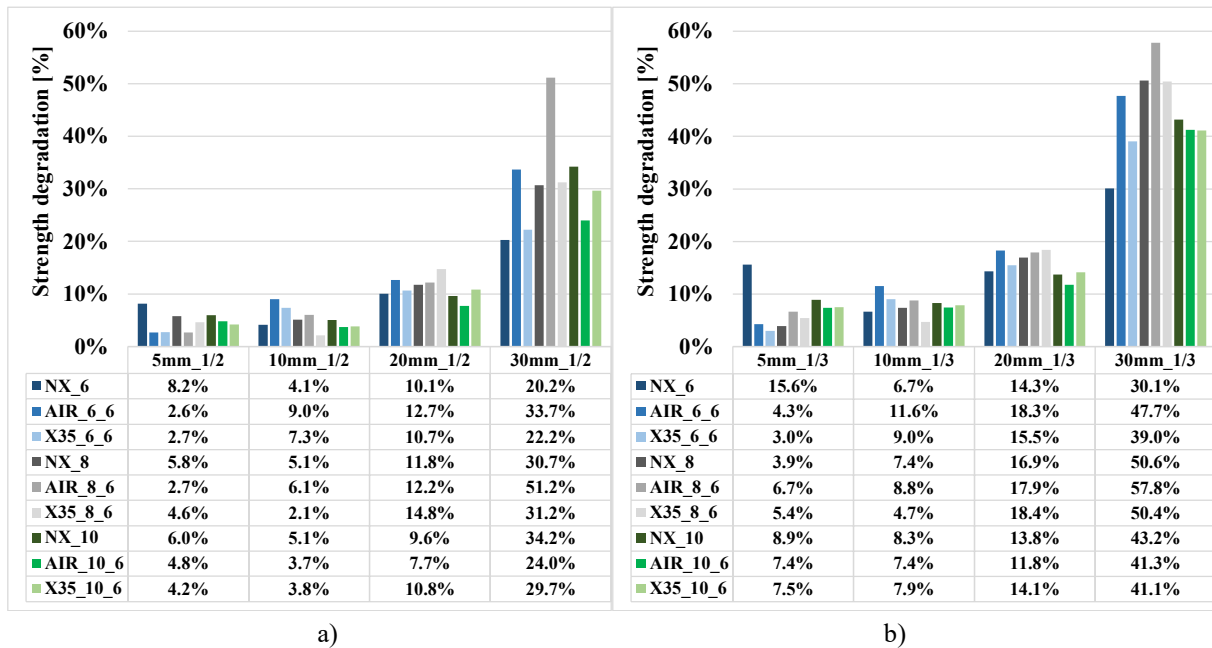 Strength degradation [%]
60%
50%
40%
30%
20%
10%
0%
5mm_1/2 10mm_1/2 20mm_1/2 30mm_1/2
NX_6 8.2% 4.1% 10.1% 20.2%
AIR_6_6 2.6% 9.0% 12.7% 33.7%
X35_6_6 2.7% 7.3% 10.7% 22.2%
NX_8 5.8% 5.1% 11.8% 30.7%
AIR_8_6 2.7% 6.1% 12.2% 51.2%
X35_8_6 4.6% 2.1% 14.8% 31.2%
NX_10 6.0% 5.1% 9.6% 34.2%
AIR_10_6 4.8% 3.7% 7.7% 24.0%
X35_10_6 4.2% 3.8% 10.8% 29.7%
a)
Strength degradation [%]
60%
50%
40%
30%
20%
10%
0%
5mm_1/3 10mm_1/3 20mm_1/3 30mm_1/3
NX_6 15.6% 6.7% 14.3% 30.1%
AIR_6_6 4.3% 11.6% 18.3% 47.7%
X35_6_6 3.0% 9.0% 15.5% 39.0%
NX_8 3.9% 7.4% 16.9% 50.6%
AIR_8_6 6.7% 8.8% 17.9% 57.8%
X35_8_6 5.4% 4.7% 18.4% 50.4%
NX_10 8.9% 8.3% 13.8% 43.2%
AIR_10_6 7.4% 7.4% 11.8% 41.3%
X35_10_6 7.5% 7.9% 14.1% 41.1%
b)